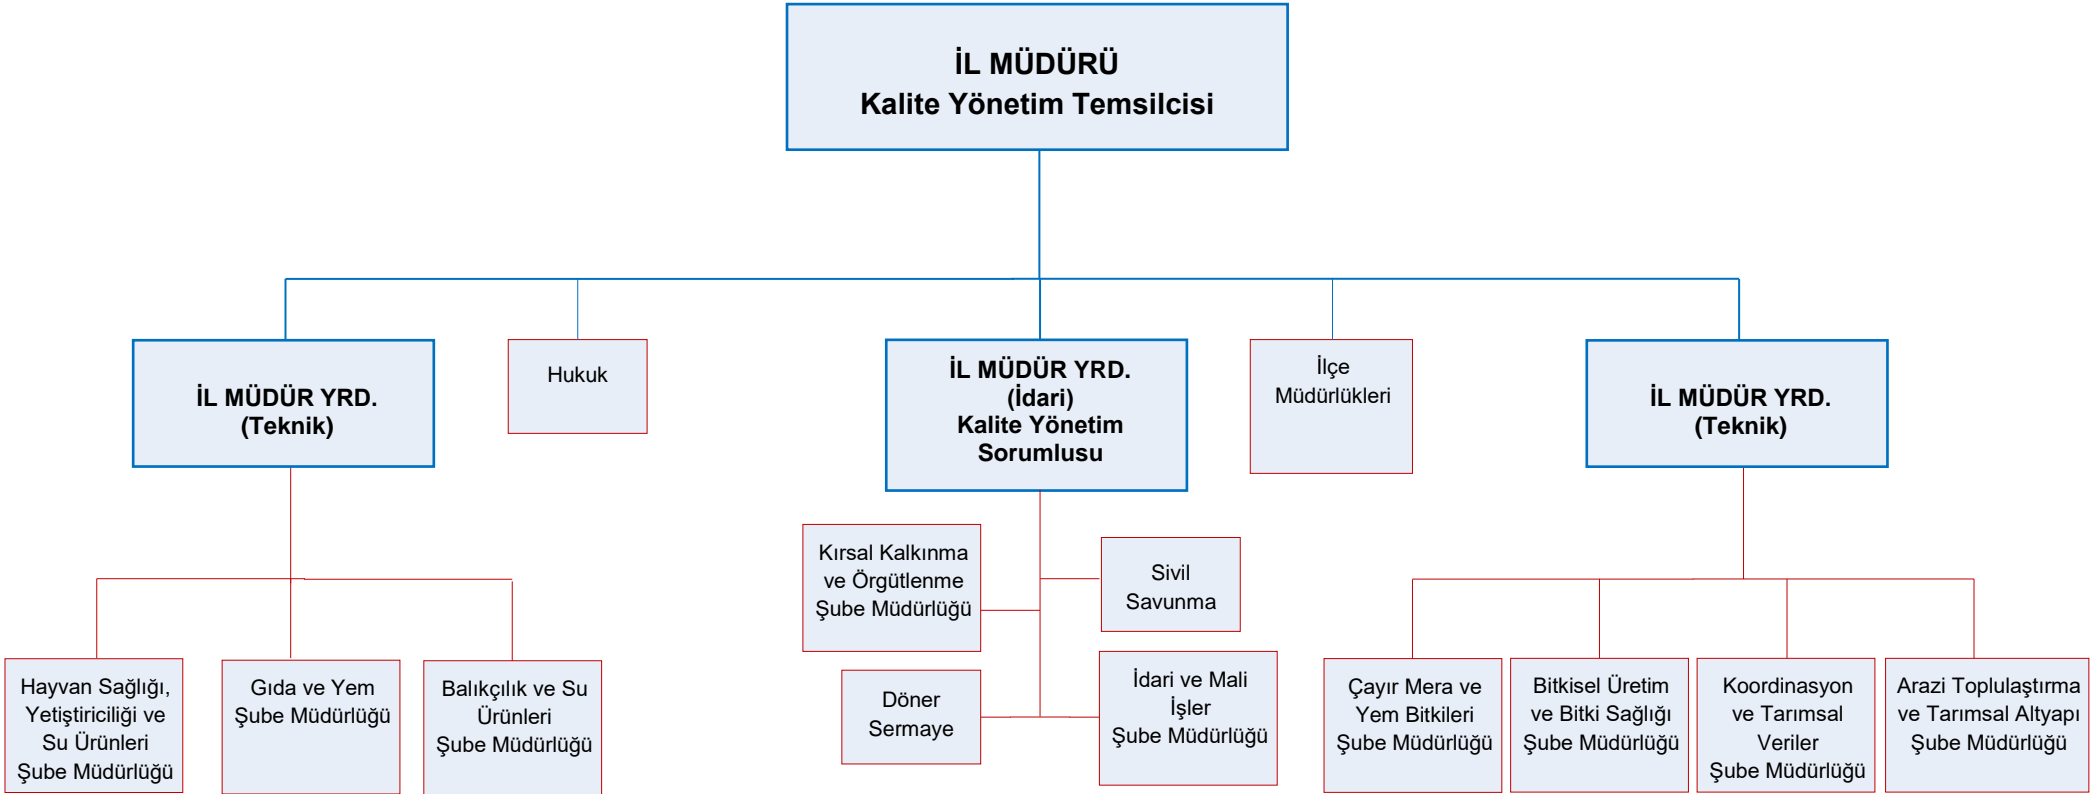 İL MÜDÜRÜ
Kalite Yönetim Temsilcisi
İL MÜDÜR YRD.
(Teknik)
Hukuk
İL MÜDÜR YRD.
(İdari)
Kalite Yönetim
Sorumlusu
İlçe
Müdürlükleri
İL MÜDÜR YRD.
(Teknik)
Kırsal Kalkınma
ve Örgütlenme
Şube Müdürlüğü
Sivil
Savunma
Hayvan Sağlığı,
Yetiştiriciliği ve
Su Ürünleri
Şube Müdürlüğü
Gıda ve Yem
Şube Müdürlüğü
Balıkçılık ve Su
Ürünleri
Şube Müdürlüğü
Döner
Sermaye
İdari ve Mali
İşler
Şube Müdürlüğü
Çayır Mera ve
Yem Bitkileri
Şube Müdürlüğü
Bitkisel Üretim
ve Bitki Sağlığı
Şube Müdürlüğü
Koordinasyon
ve Tarımsal
Veriler
Şube Müdürlüğü
Arazi Toplulaştırma
ve Tarımsal Altyapı
Şube Müdürlüğü